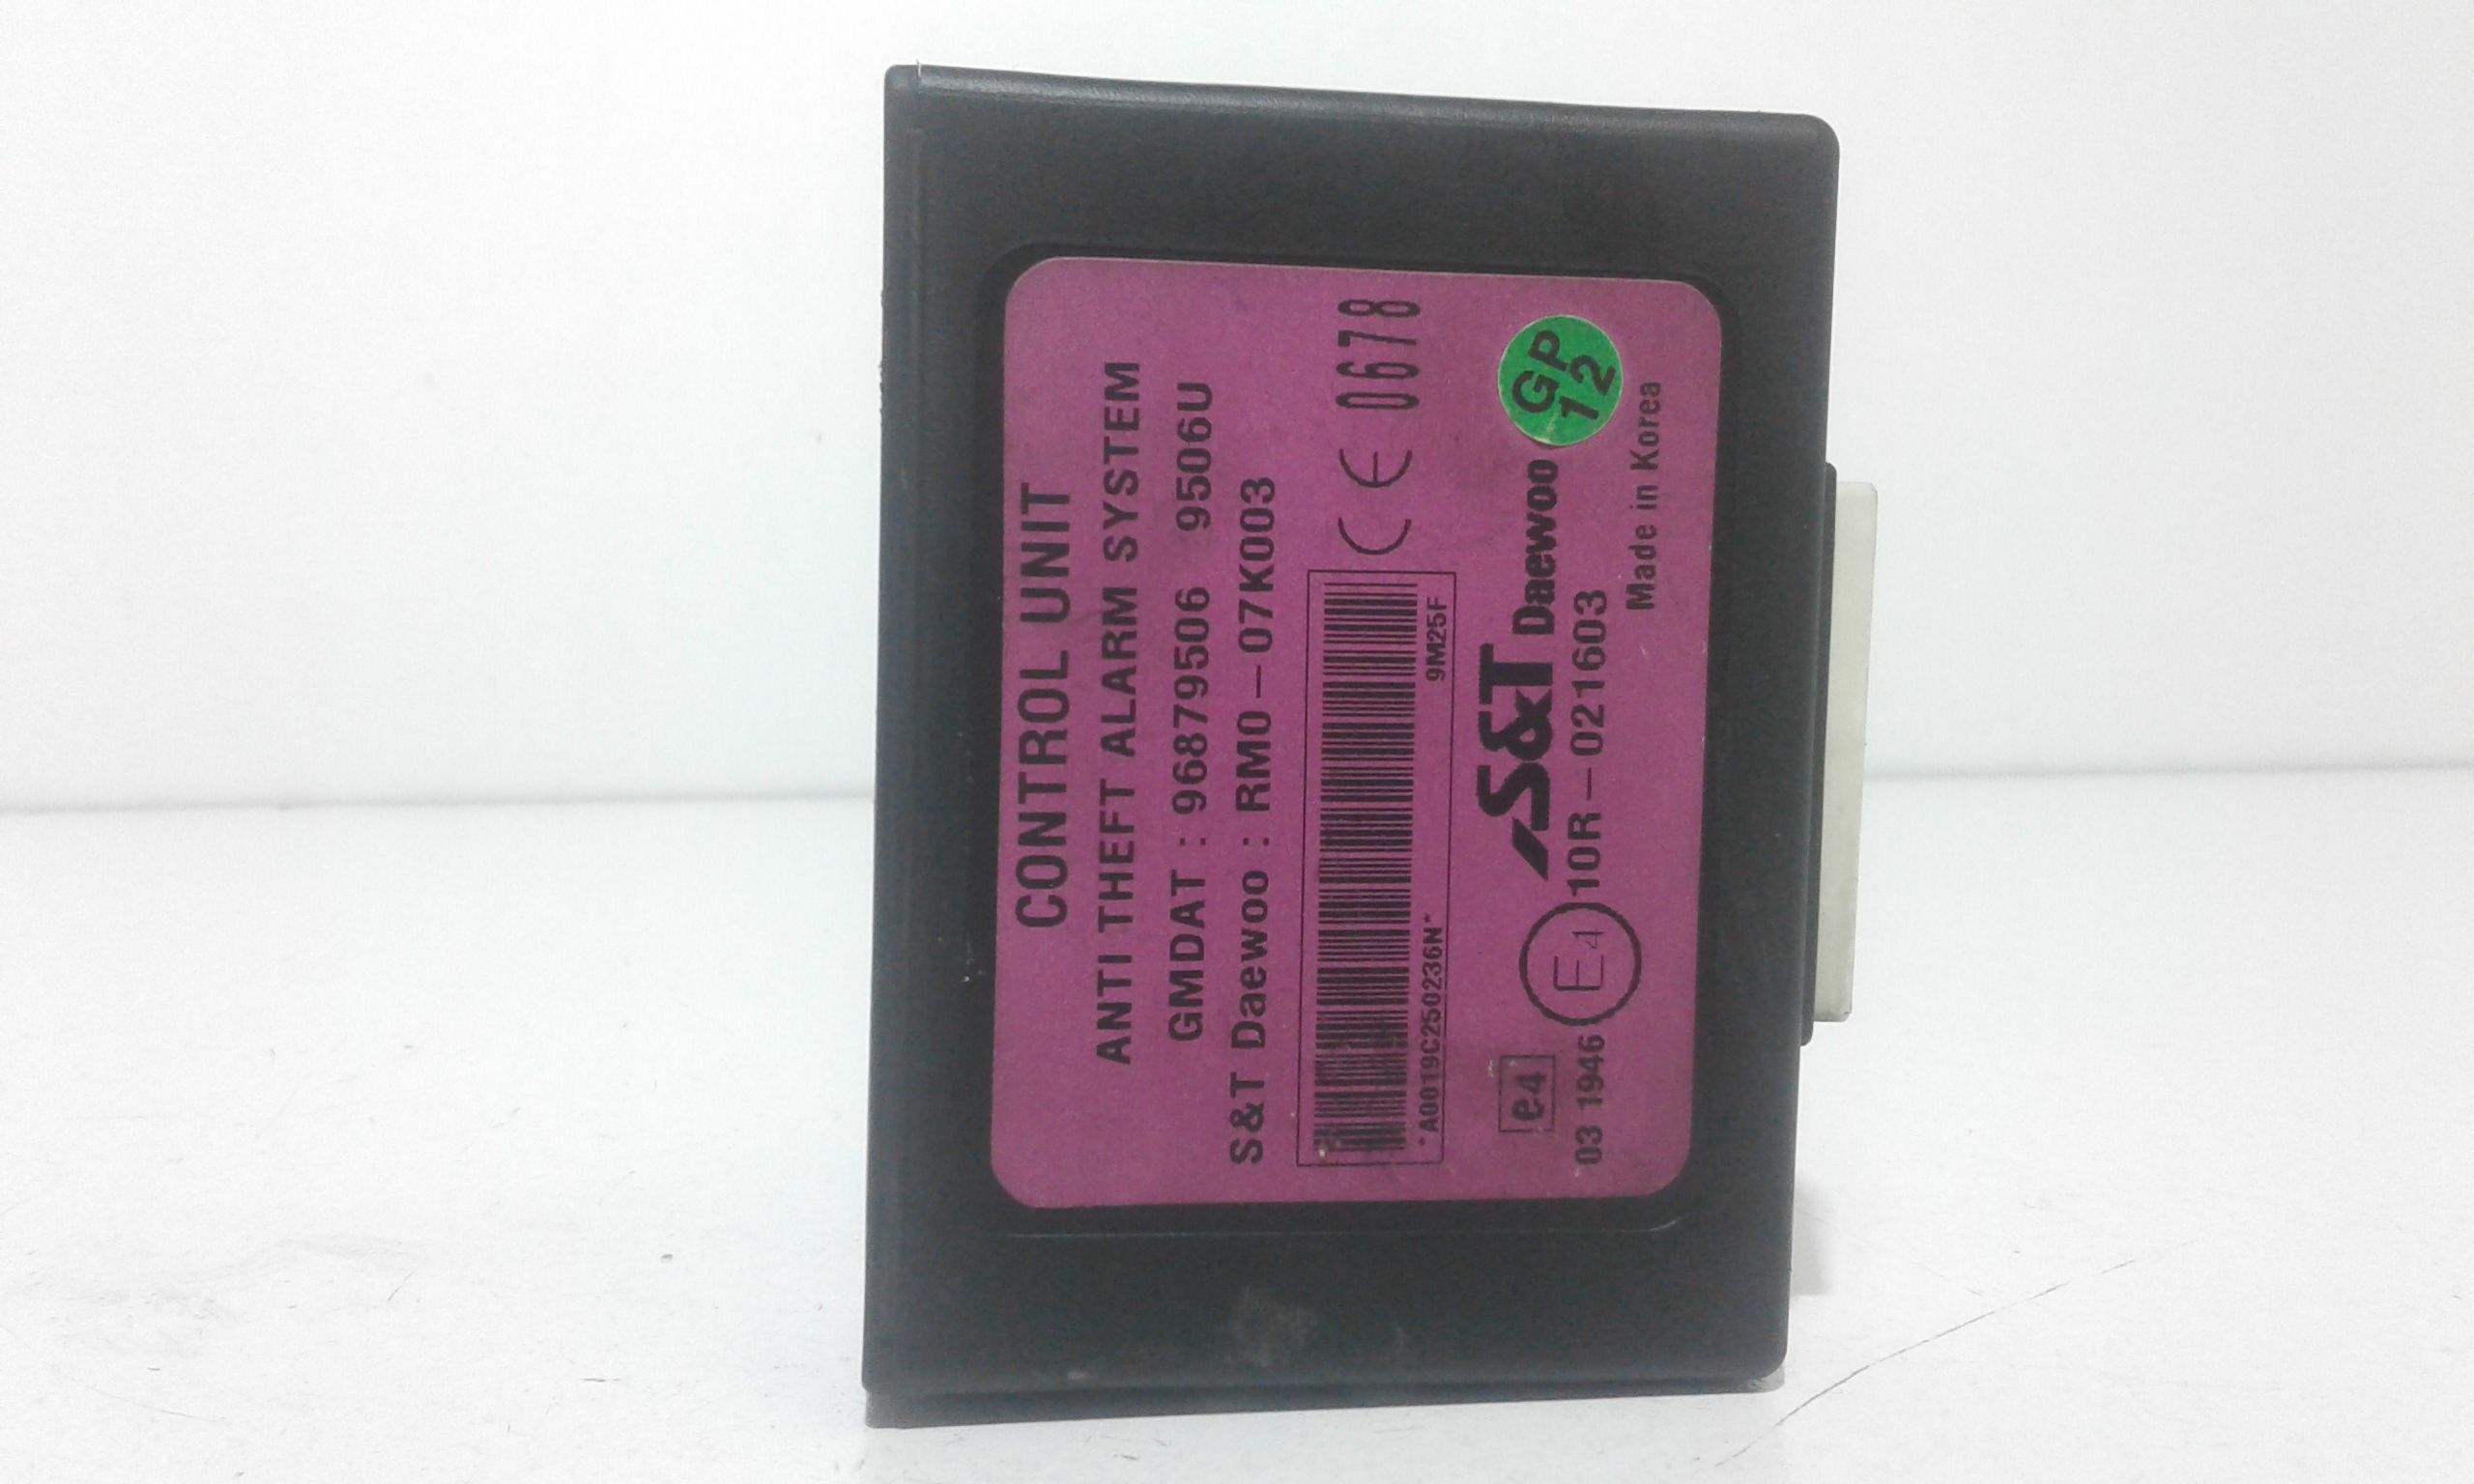 CONTROL UNIT
ANTI THEFT ALARM SYSTEM
GMDAT : 96879506 9506U
S&T Daewoo : RM0-07K003
CE 0678
*A0019C250236N* 9M25F
S&T Daewoo
GP
12
e4
03 1946 E4 10R-021603
Made in Korea